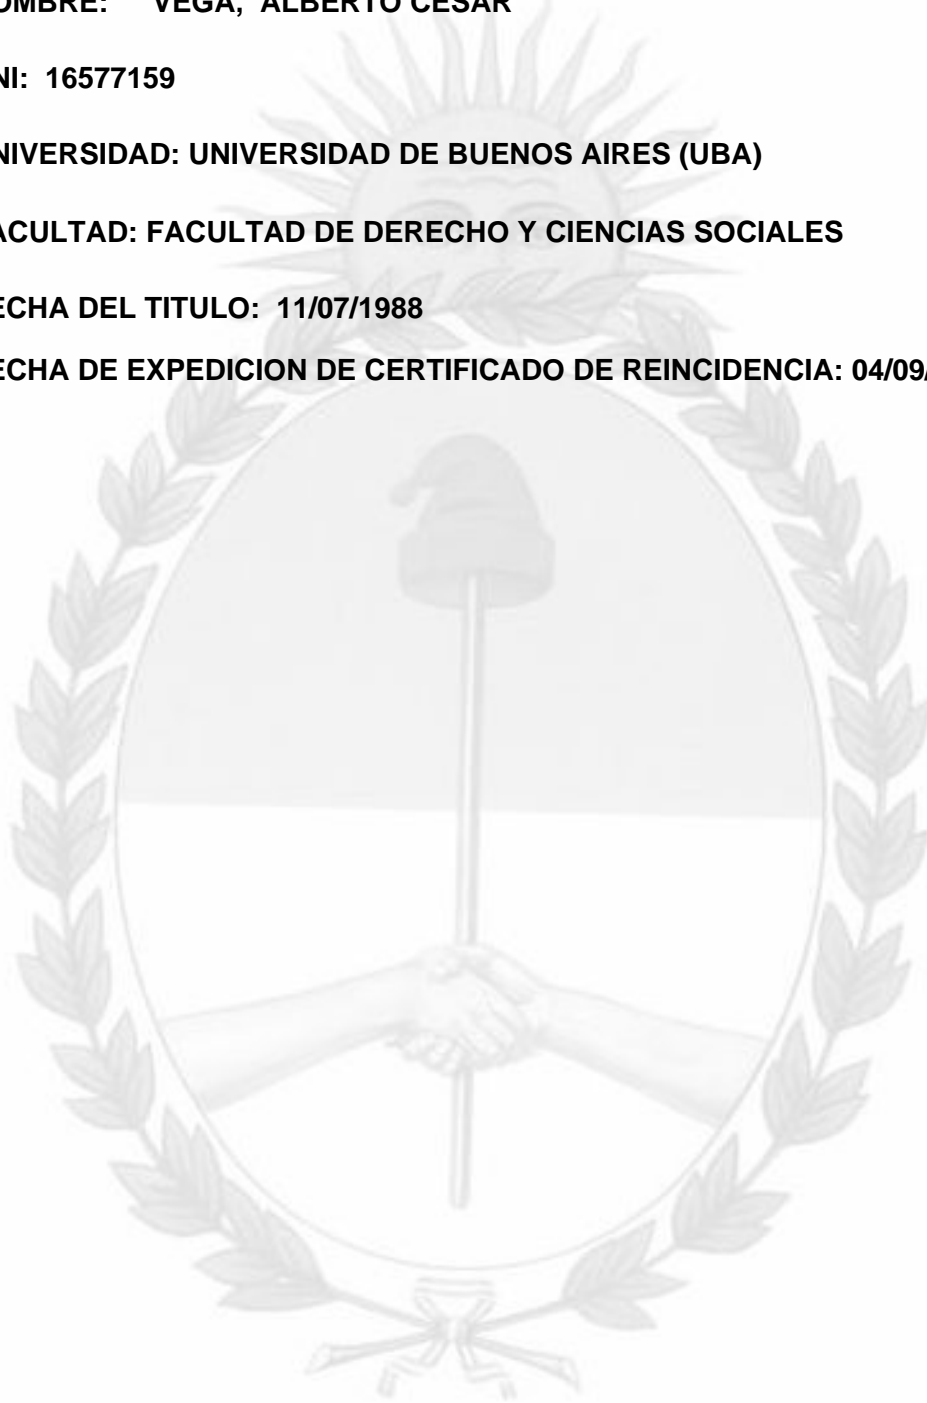 OMBRE: VEGA, ALBERTO CESAR
NI: 16577159
NIVERSIDAD: UNIVERSIDAD DE BUENOS AIRES (UBA)
ACULTAD: FACULTAD DE DERECHO Y CIENCIAS SOCIALES
ECHA DEL TITULO: 11/07/1988
ECHA DE EXPEDICION DE CERTIFICADO DE REINCIDENCIA: 04/09/